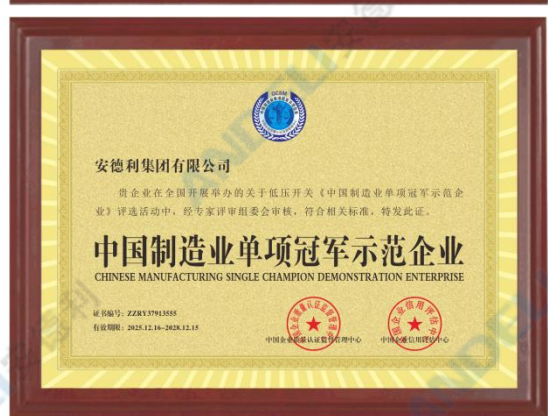 GCSM
安德利集团有限公司
贵企业在全国开展举办的关于低压开关《中国制造业单项冠军示范企
业》评选活动中，经专家评审组委会审核，符合相关标准，特发此证。
中国制造业单项冠军示范企业
CHINESE MANUFACTURING SINGLE CHAMPION DEMONSTRATION ENTERPRISE
证书编号：ZZRY37913555
有效期限：2025.12.16-2028.12.15
中国企业质量认证监督管理中心
中国企业信用评估中心
ANDELI